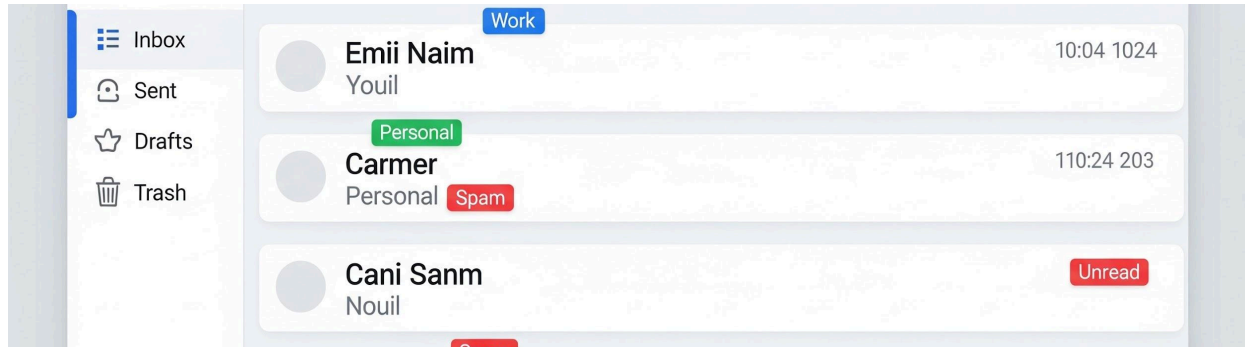 Inbox
Sent
Drafts
Trash
Work
Emii Naim
10:04 1024
Youil
Personal
Carmer
110:24 203
Personal Spam
Cani Sanm
Unread
Nouil